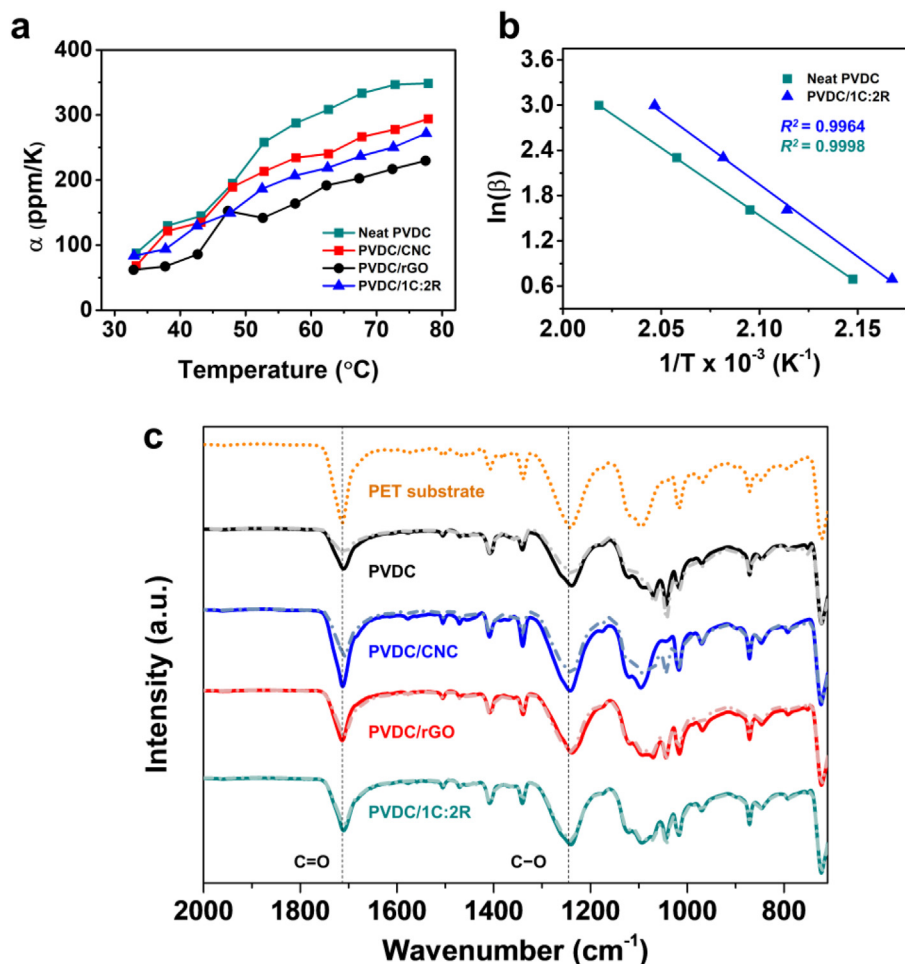 a
400
300
200
100
0
α (ppm/K)
Neat PVDC
PVDC/CNC
PVDC/rGO
PVDC/1C:2R
30 40 50 60 70 80
Temperature (°C)
b
3.6
3.0
2.4
1.8
1.2
0.6
ln(β)
Neat PVDC
PVDC/1C:2R
R² = 0.9964
R² = 0.9998
2.00 2.05 2.10 2.15
1/T x 10⁻³ (K⁻¹)
c
Intensity (a.u.)
PET substrate
PVDC
PVDC/CNC
PVDC/rGO
PVDC/1C:2R
C=O C−O
2000 1800 1600 1400 1200 1000 800
Wavenumber (cm⁻¹)